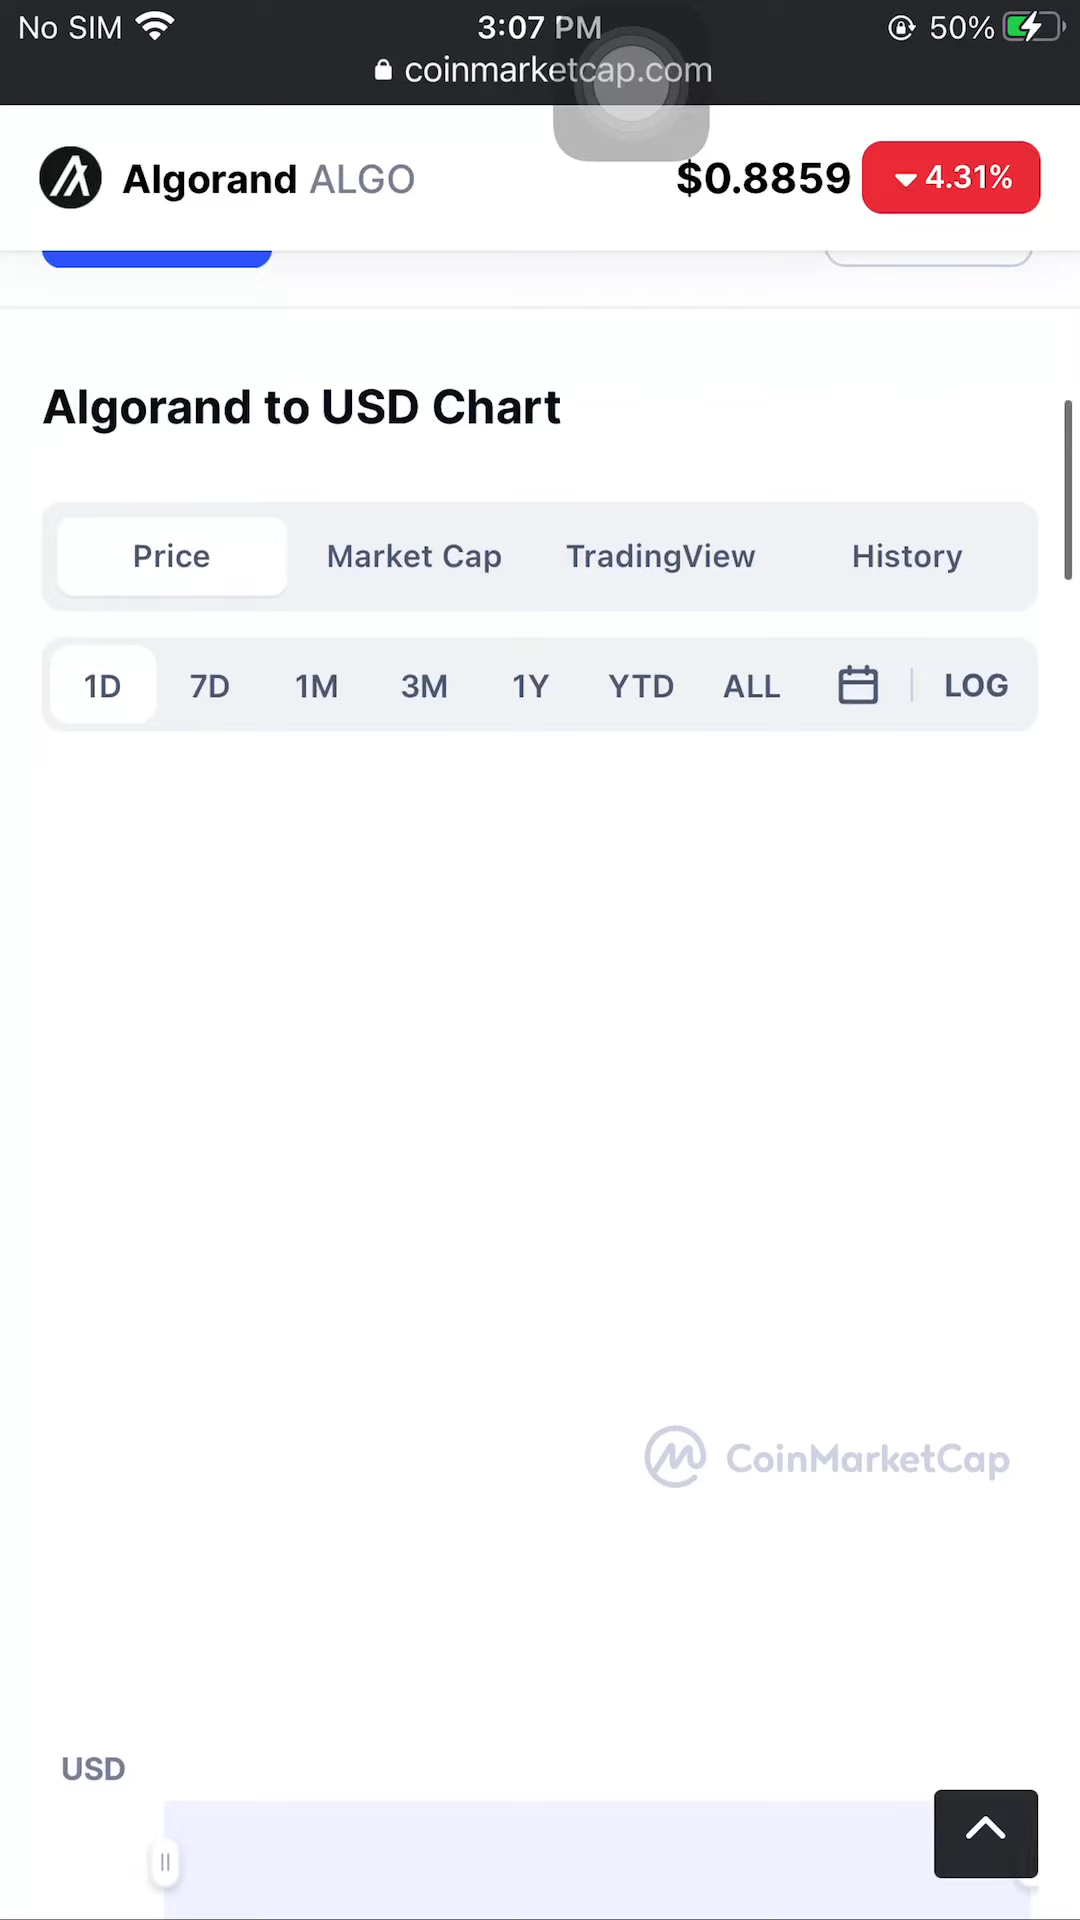 No SIM 3:07 PM 50%
coinmarketcap.com
Algorand ALGO $0.8859 4.31%
Algorand to USD Chart
Price Market Cap TradingView History
1D 7D 1M 3M 1Y YTD ALL LOG
CoinMarketCap
USD